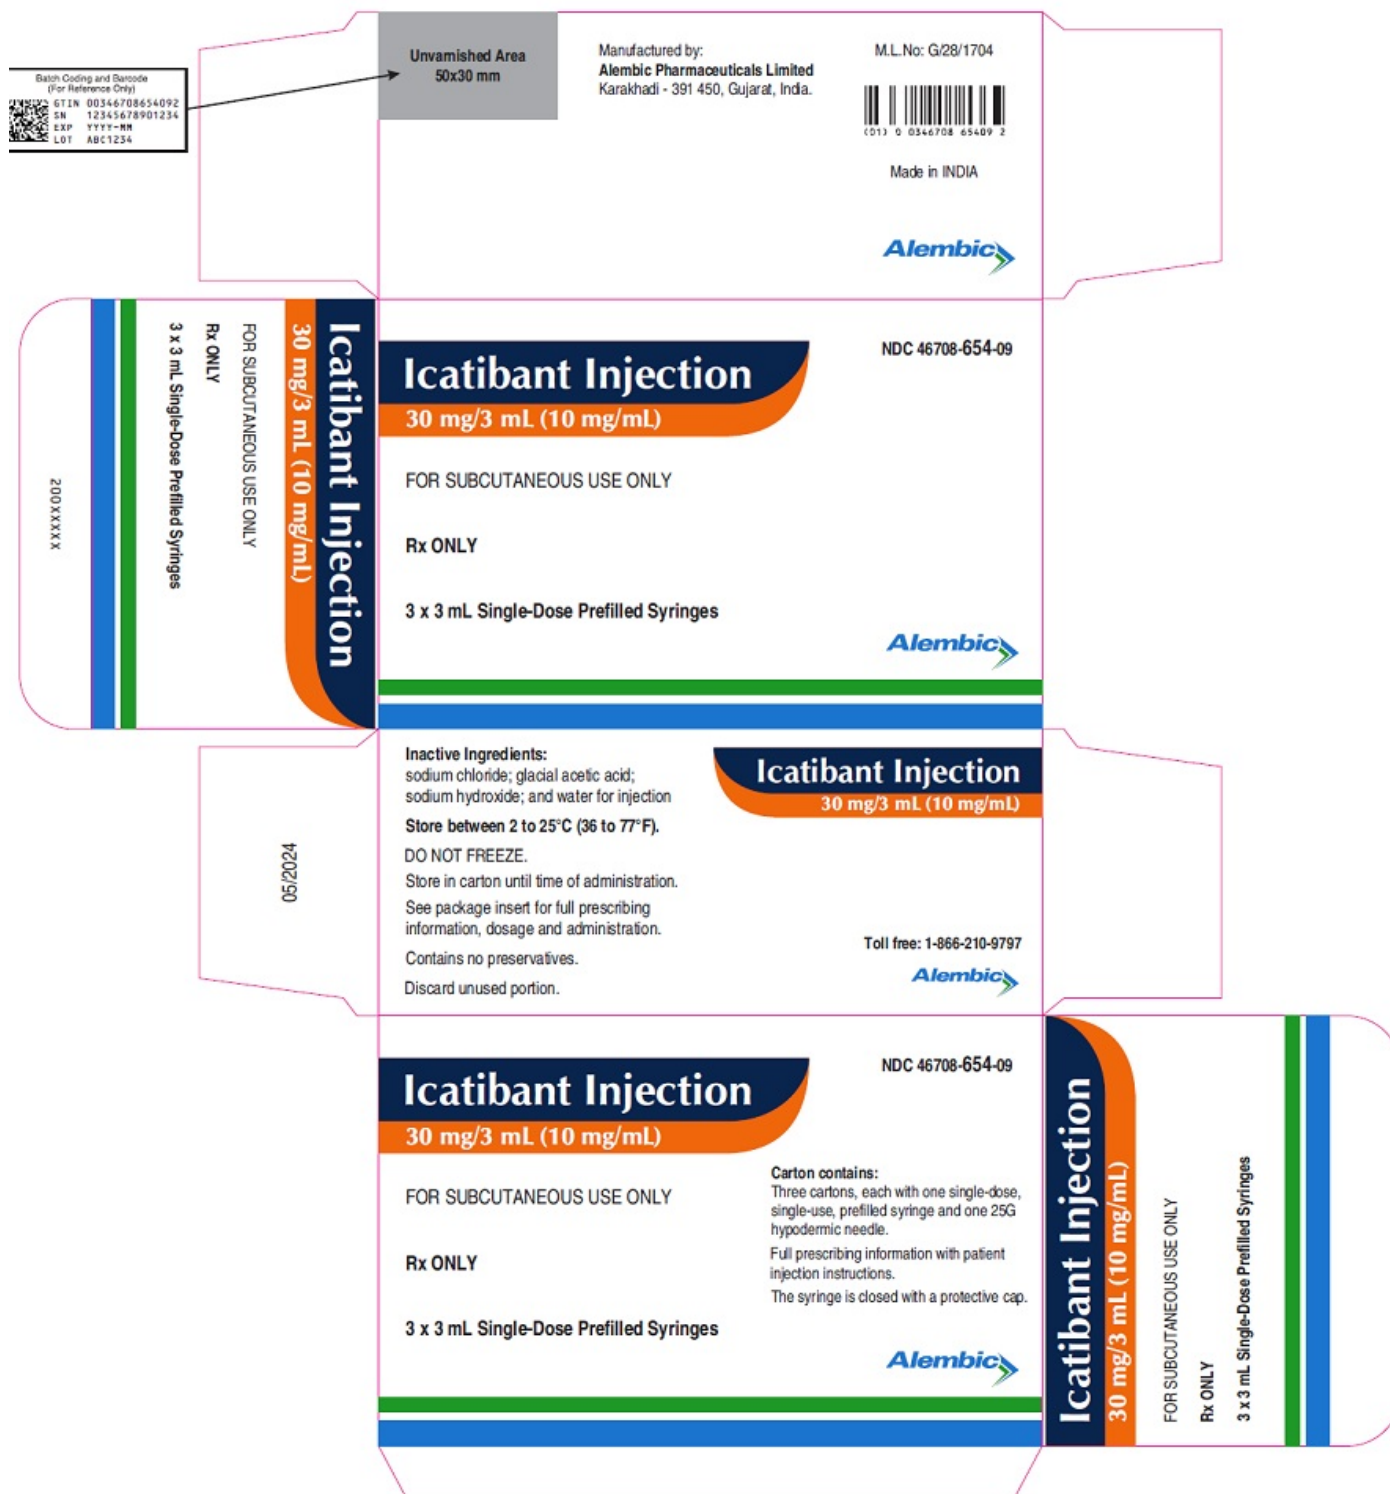 Unvarnished Area
50x30 mm
Batch Coding and Barcode
(For Reference Only)
GTIN 00346708654092
SN 12345678901234
EXP YYYY-MM
LOT ABC1234
Manufactured by:
Alembic Pharmaceuticals Limited
Karakhadi - 391 450, Gujarat, India.
M.L.No: G/28/1704
(01) 0 0346708 65409 2
Made in INDIA
Alembic
Icatibant Injection
30 mg/3 mL (10 mg/mL)
FOR SUBCUTANEOUS USE ONLY
Rx ONLY
3 x 3 mL Single-Dose Prefilled Syringes
200XXXXX
NDC 46708-654-09
Icatibant Injection
30 mg/3 mL (10 mg/mL)
FOR SUBCUTANEOUS USE ONLY
Rx ONLY
3 x 3 mL Single-Dose Prefilled Syringes
Alembic
05/2024
Inactive Ingredients:
sodium chloride; glacial acetic acid;
sodium hydroxide; and water for injection
Store between 2 to 25°C (36 to 77°F).
DO NOT FREEZE.
Store in carton until time of administration.
See package insert for full prescribing
information, dosage and administration.
Contains no preservatives.
Discard unused portion.
Icatibant Injection
30 mg/3 mL (10 mg/mL)
Toll free: 1-866-210-9797
Alembic
NDC 46708-654-09
Icatibant Injection
30 mg/3 mL (10 mg/mL)
FOR SUBCUTANEOUS USE ONLY
Rx ONLY
3 x 3 mL Single-Dose Prefilled Syringes
Carton contains:
Three cartons, each with one single-dose,
single-use, prefilled syringe and one 25G
hypodermic needle.
Full prescribing information with patient
injection instructions.
The syringe is closed with a protective cap.
Alembic
Icatibant Injection
30 mg/3 mL (10 mg/mL)
FOR SUBCUTANEOUS USE ONLY
Rx ONLY
3 x 3 mL Single-Dose Prefilled Syringes